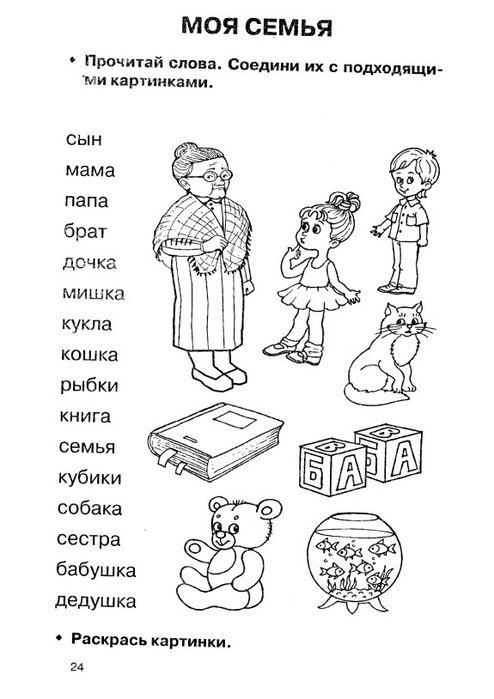 МОЯ СЕМЬЯ
• Прочитай слова. Соедини их с подходящи-
ми картинками.
сын
мама
папа
брат
дочка
мишка
кукла
кошка
рыбки
книга
семья
кубики
собака
сестра
бабушка
дедушка
В
В
Б А
А
• Раскрась картинки.
24